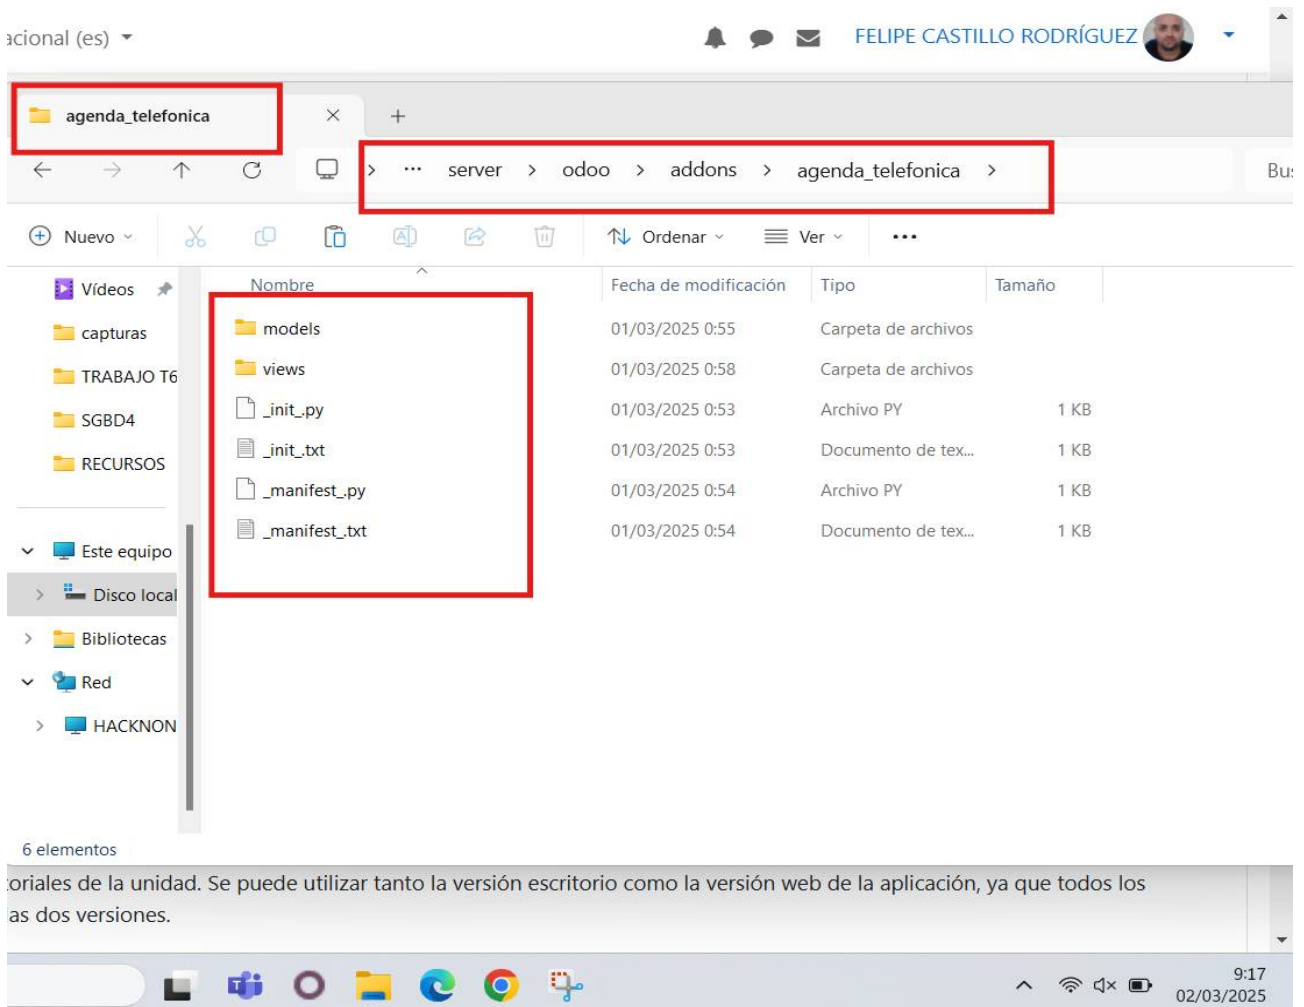 acional (es)
FELIPE CASTILLO RODRÍGUEZ
agenda_telefonica
server > odoo > addons > agenda_telefonica >
Bus
Nuevo
Ordenar
Ver
Vídeos
capturas
TRABAJO T6
SGBD4
RECURSOS
Este equipo
Disco local
Bibliotecas
Red
HACKNON
Nombre Fecha de modificación Tipo Tamaño
models 01/03/2025 0:55 Carpeta de archivos
views 01/03/2025 0:58 Carpeta de archivos
_init_.py 01/03/2025 0:53 Archivo PY 1 KB
_init_.txt 01/03/2025 0:53 Documento de tex... 1 KB
_manifest_.py 01/03/2025 0:54 Archivo PY 1 KB
_manifest_.txt 01/03/2025 0:54 Documento de tex... 1 KB
6 elementos
oriales de la unidad. Se puede utilizar tanto la versión escritorio como la versión web de la aplicación, ya que todos los
as dos versiones.
9:17
02/03/2025